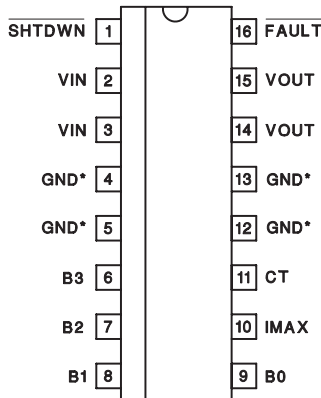 SHTDWN 1 16 FAULT
VIN 2 15 VOUT
VIN 3 14 VOUT
GND* 4 13 GND*
GND* 5 12 GND*
B3 6 11 CT
B2 7 10 IMAX
B1 8 9 B0